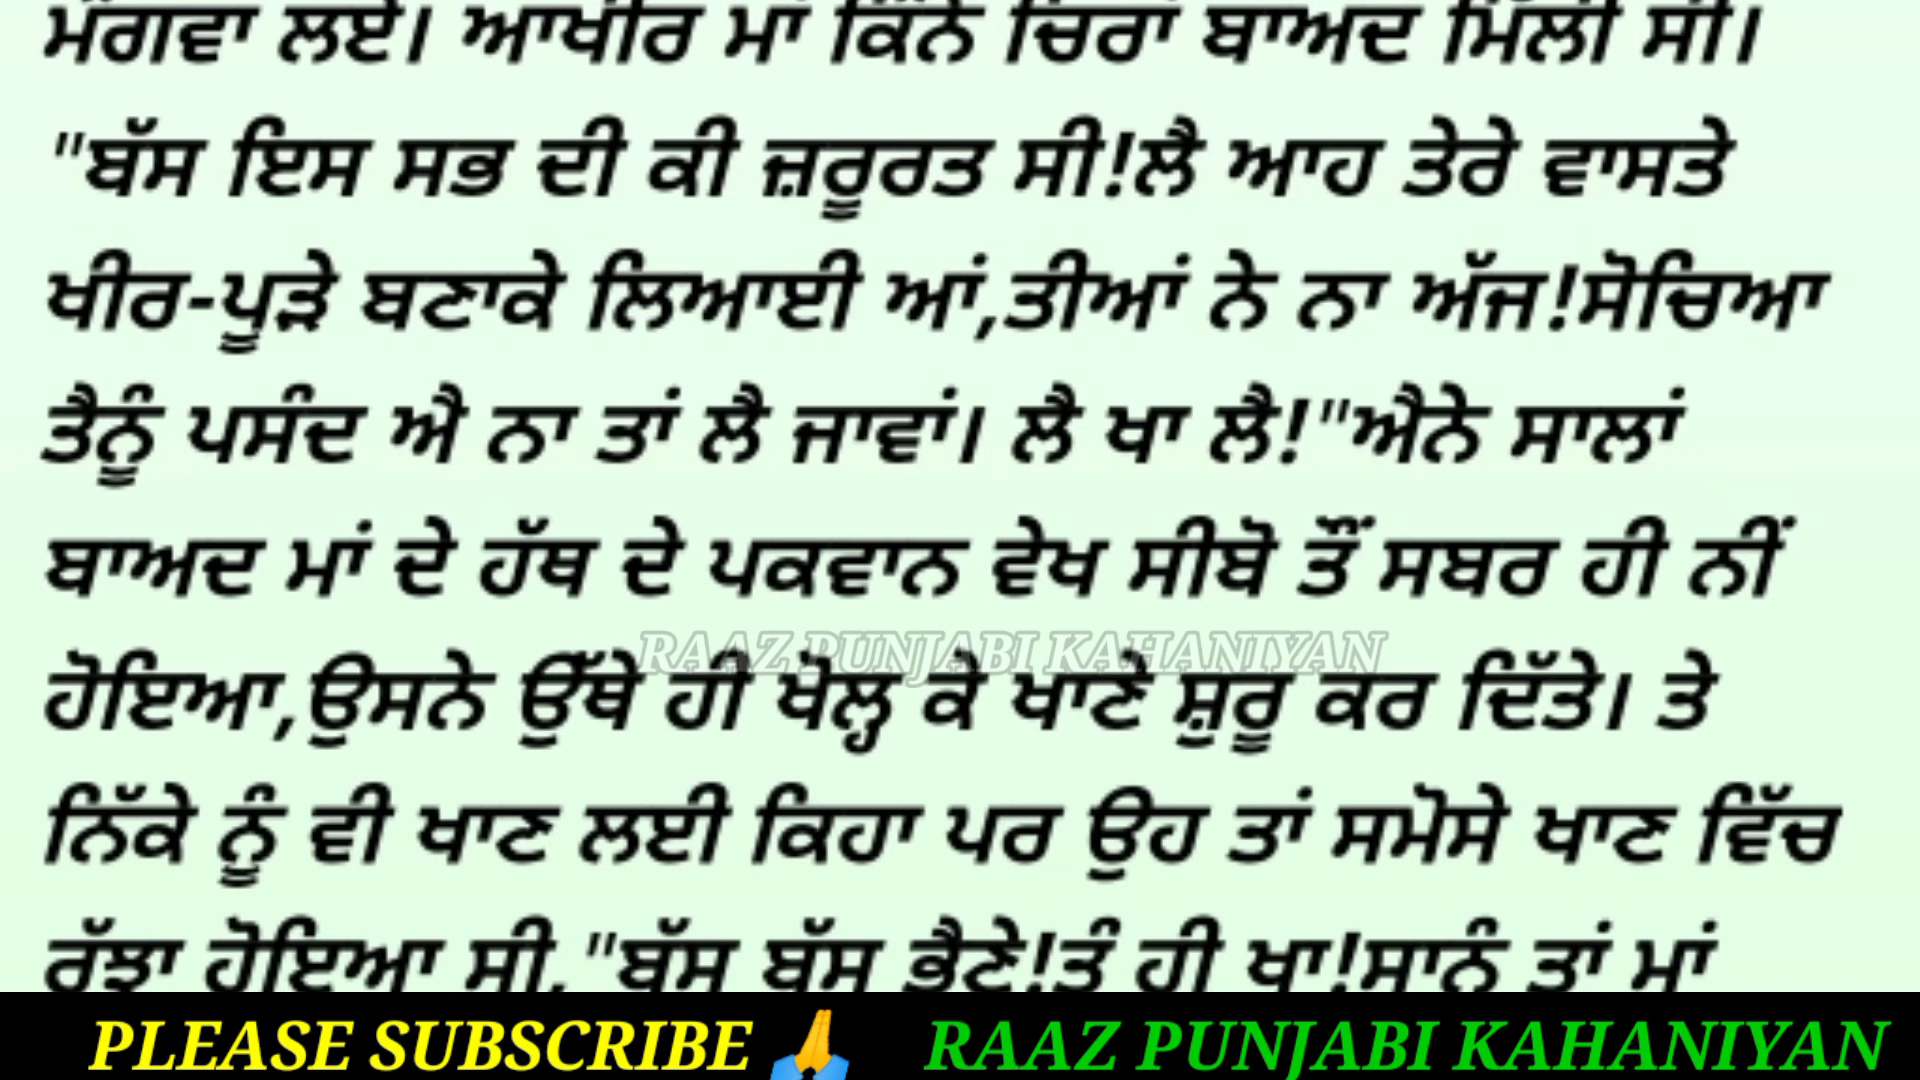 ਮੰਗਵਾ ਲਏ। ਆਖੀਰ ਮਾਂ ਕਿੰਨੇ ਚਿਰਾਂ ਬਾਅਦ ਮਿਲੀ ਸੀ।
"ਬੱਸ ਇਸ ਸਭ ਦੀ ਕੀ ਜ਼ਰੂਰਤ ਸੀ!ਲੈ ਆਹ ਤੇਰੇ ਵਾਸਤੇ
ਖੀਰ-ਪੂੜੇ ਬਣਾਕੇ ਲਿਆਈ ਆਂ,ਤੀਆਂ ਨੇ ਨਾ ਅੱਜ!ਸੋਚਿਆ
ਤੈਨੂੰ ਪਸੰਦ ਐ ਨਾ ਤਾਂ ਲੈ ਜਾਵਾਂ। ਲੈ ਖਾ ਲੈ!"ਐਨੇ ਸਾਲਾਂ
ਬਾਅਦ ਮਾਂ ਦੇ ਹੱਥ ਦੇ ਪਕਵਾਨ ਵੇਖ ਸੀਬੋ ਤੋਂ ਸਬਰ ਹੀ ਨੀਂ
RAAZ PUNJABI KAHANIYAN
ਹੋਇਆ,ਉਸਨੇ ਉੱਥੇ ਹੀ ਖੋਲ੍ਹ ਕੇ ਖਾਣੇ ਸ਼ੁਰੂ ਕਰ ਦਿੱਤੇ। ਤੇ
ਨਿੱਕੇ ਨੂੰ ਵੀ ਖਾਣ ਲਈ ਕਿਹਾ ਪਰ ਉਹ ਤਾਂ ਸਮੋਸੇ ਖਾਣ ਵਿੱਚ
ਰੁੱਝਾ ਹੋਇਆ ਸੀ, "ਬੱਸ ਬੱਸ ਭੈਣੇ!ਤੂੰ ਹੀ ਖਾ!ਸਾਨੂੰ ਤਾਂ ਮਾਂ
PLEASE SUBSCRIBE🙏 RAAZ PUNJABI KAHANIYAN